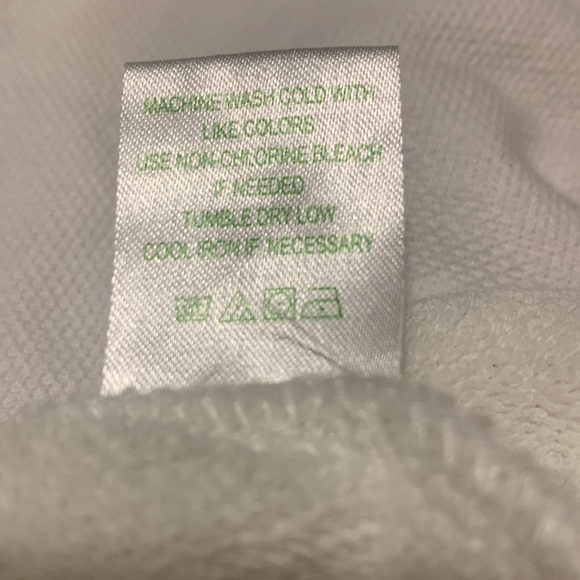 MACHINE WASH COLD WITH
LIKE COLORS
USE NON-CHLORINE BLEACH
IF NEEDED
TUMBLE DRY LOW
COOL IRON IF NECESSARY